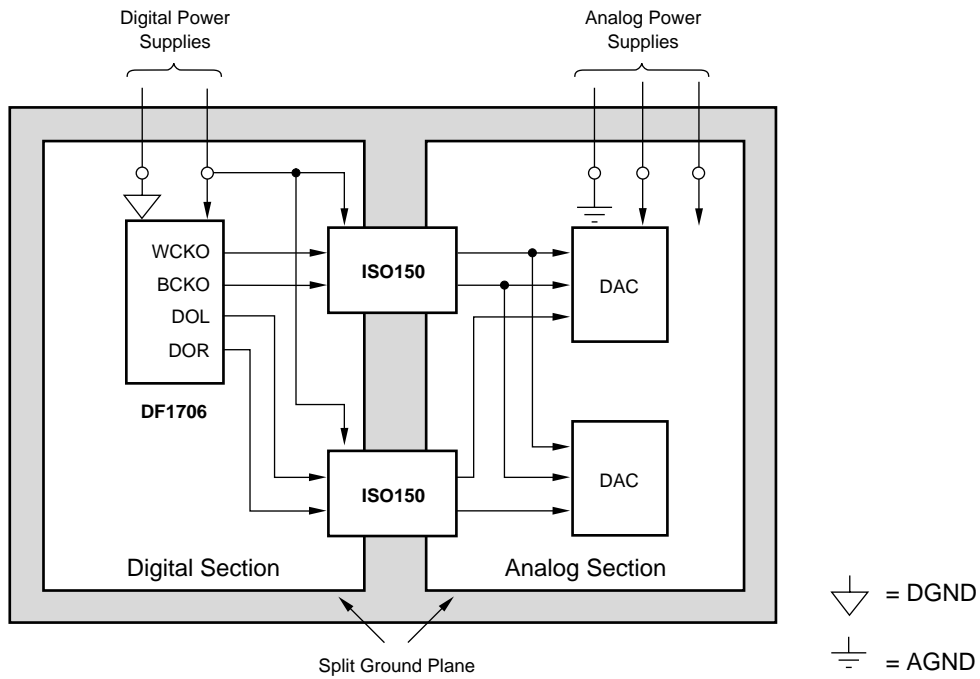 Digital Power
Supplies
Analog Power
Supplies
WCKO
BCKO
DOL
DOR
DF1706
ISO150
DAC
ISO150
DAC
Digital Section
Analog Section
Split Ground Plane
= DGND
= AGND